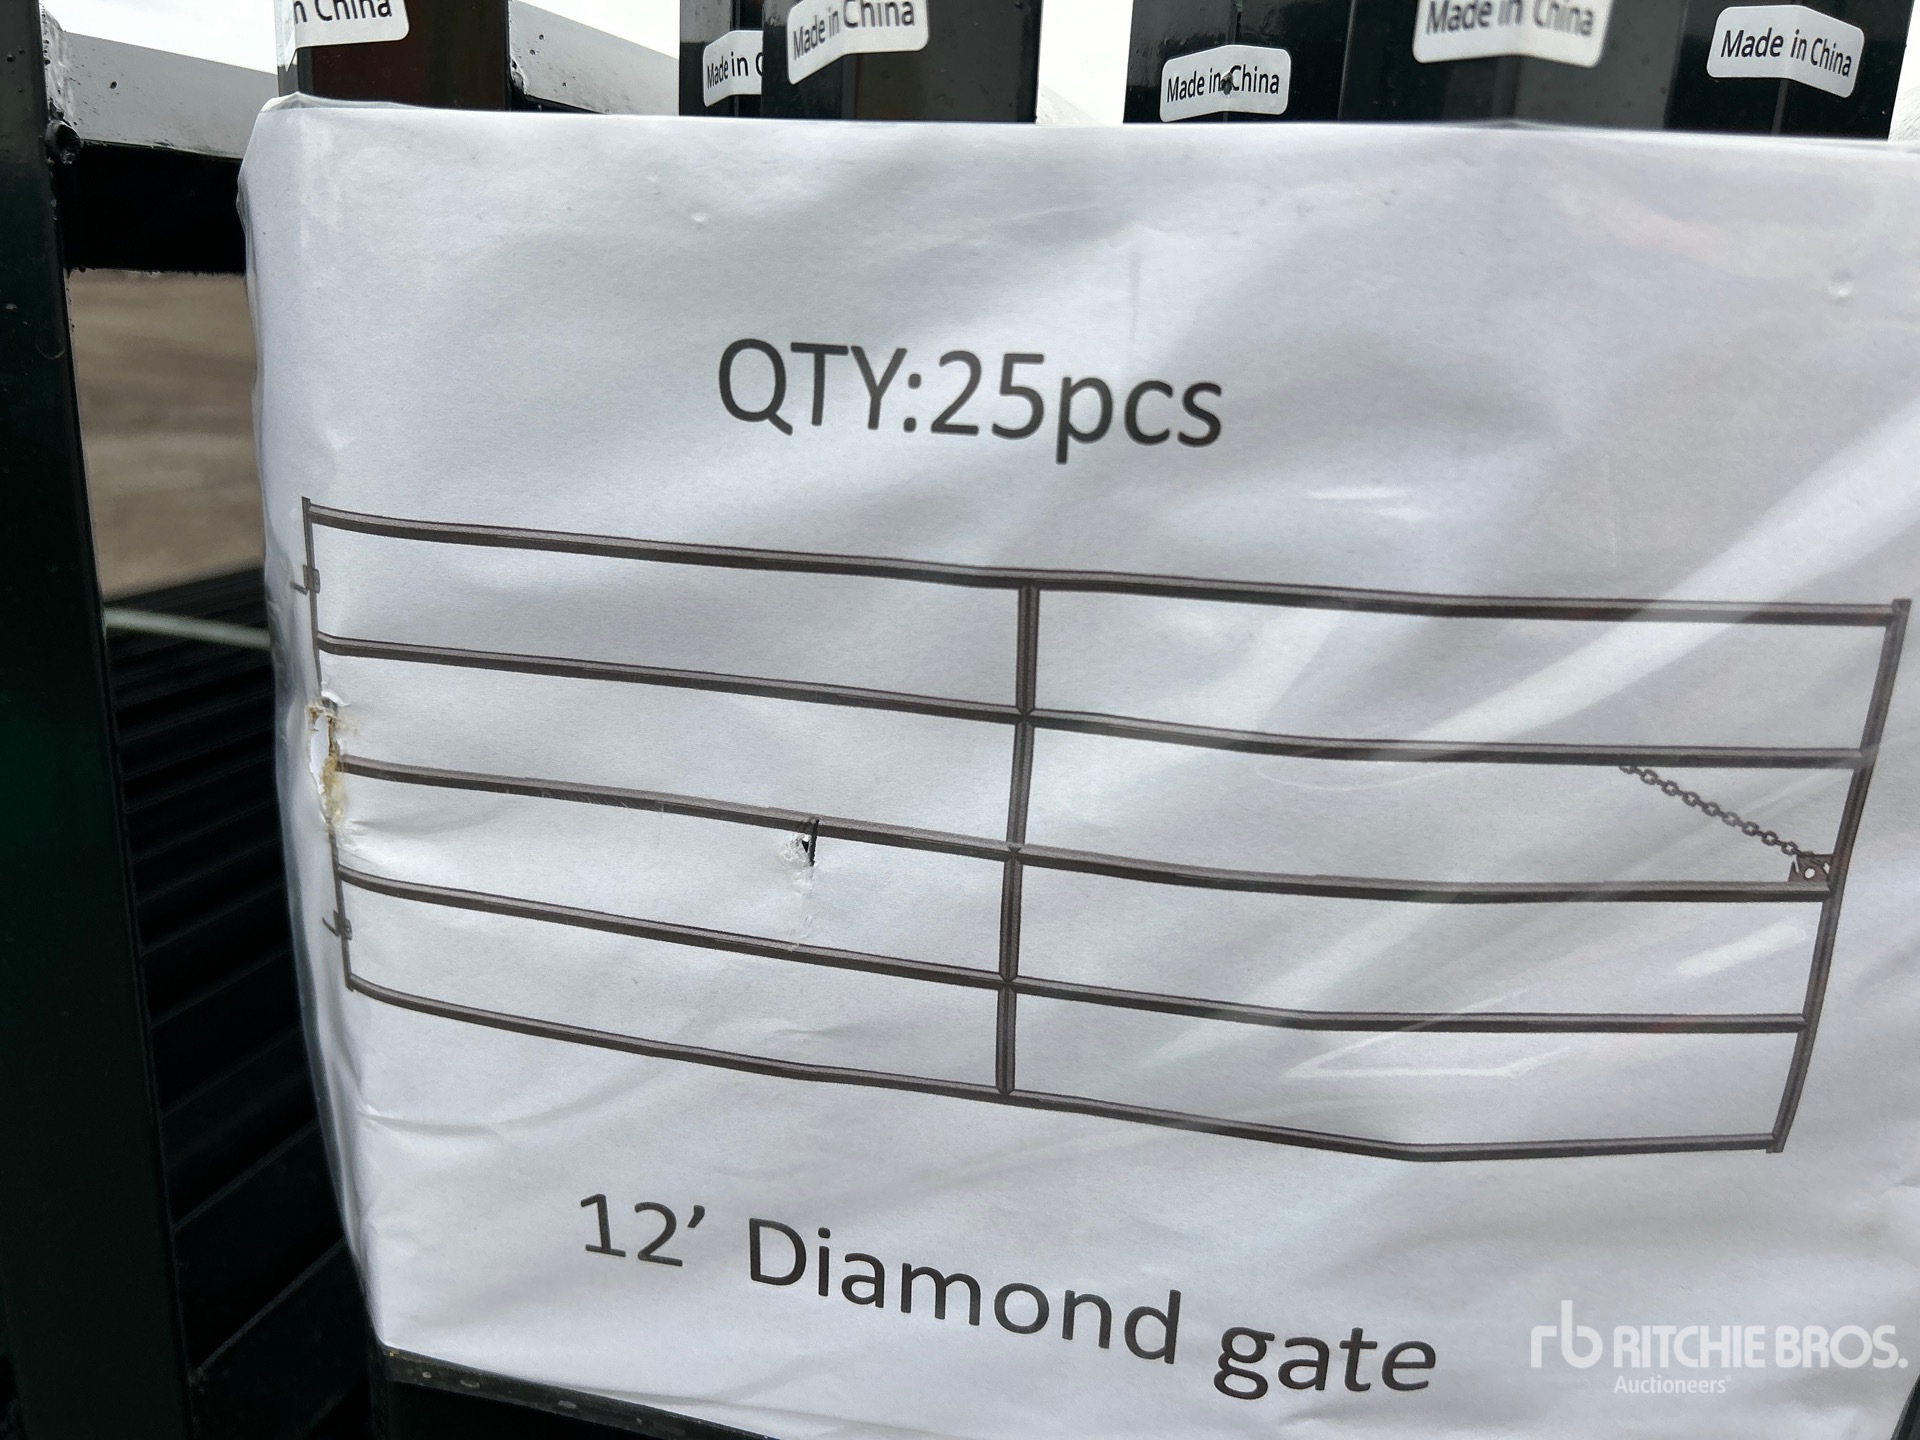 n China
Made in C
Made in China
Made in China
Made in China
Made in China
QTY:25pcs
12’ Diamond gate
rb RITCHIE BROS.
Auctioneers